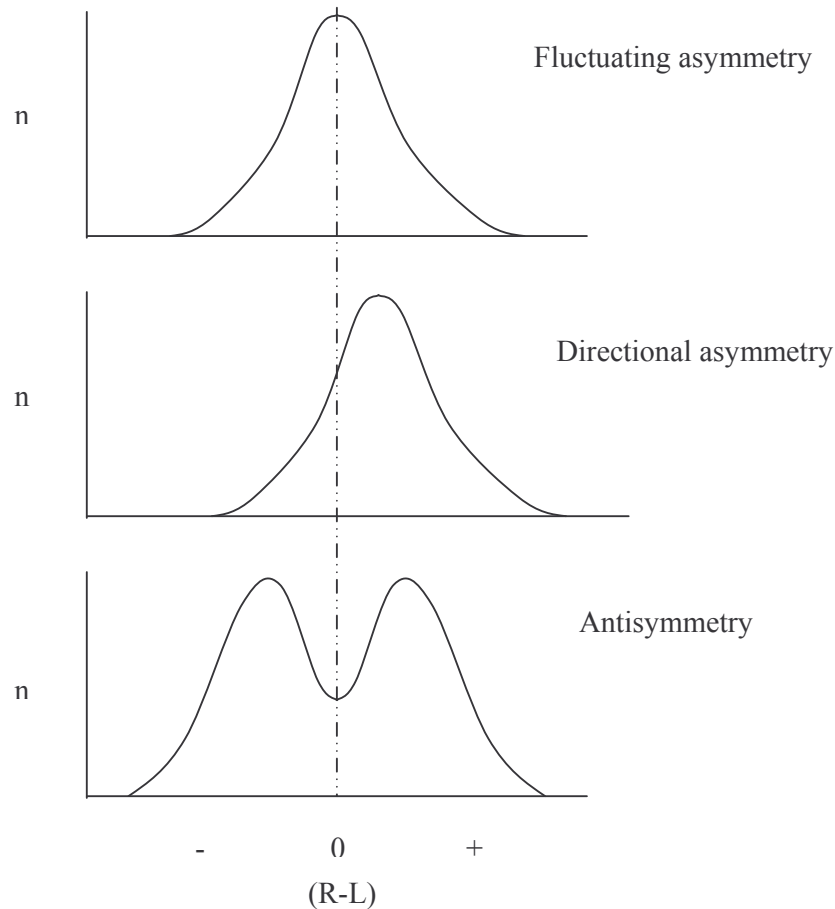 Fluctuating asymmetry
n
Directional asymmetry
n
Antisymmetry
n
- 0 +
(R-L)